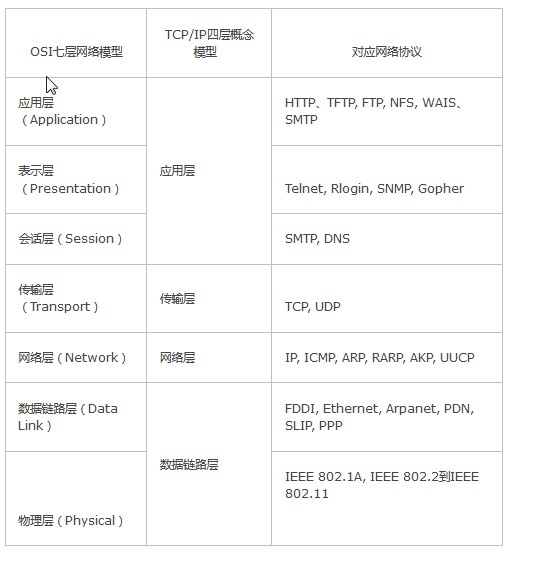 OSI七层网络模型
TCP/IP四层概念
模型
对应网络协议
应用层
（Application）
应用层
HTTP、TFTP, FTP, NFS, WAIS、
SMTP
表示层
（Presentation）
Telnet, Rlogin, SNMP, Gopher
会话层（Session）
SMTP, DNS
传输层
（Transport）
传输层
TCP, UDP
网络层（Network）
网络层
IP, ICMP, ARP, RARP, AKP, UUCP
数据链路层（Data
Link）
数据链路层
FDDI, Ethernet, Arpanet, PDN,
SLIP, PPP
物理层（Physical）
IEEE 802.1A, IEEE 802.2到IEEE
802.11